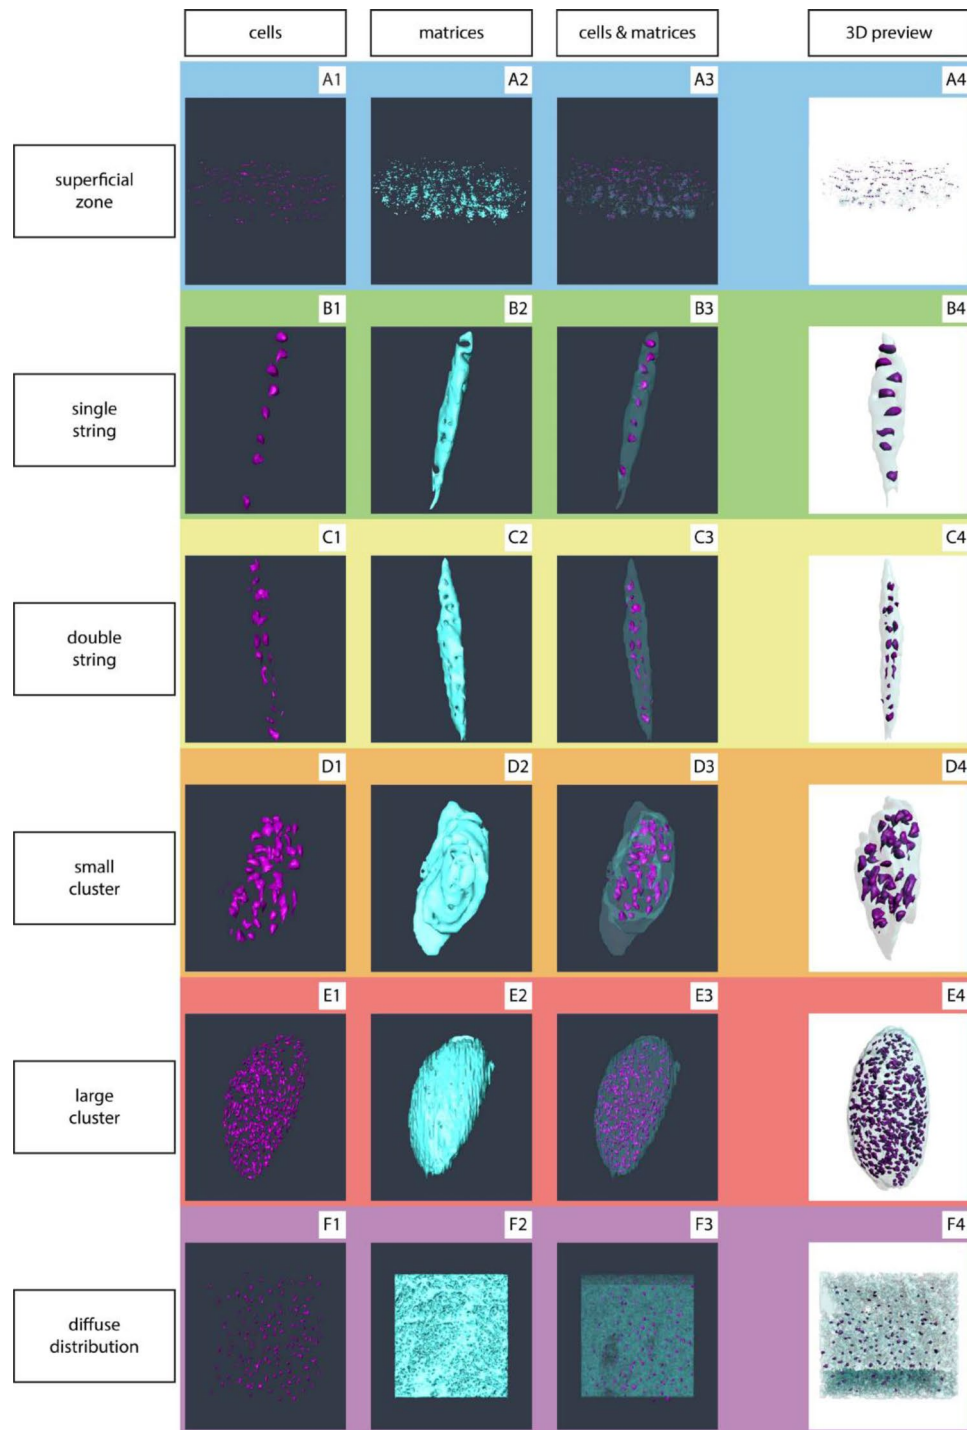 cells matrices cells & matrices 3D preview
A1 A2 A3 A4
superficial
zone
B1 B2 B3 B4
single
string
C1 C2 C3 C4
double
string
D1 D2 D3 D4
small
cluster
E1 E2 E3 E4
large
cluster
F1 F2 F3 F4
diffuse
distribution